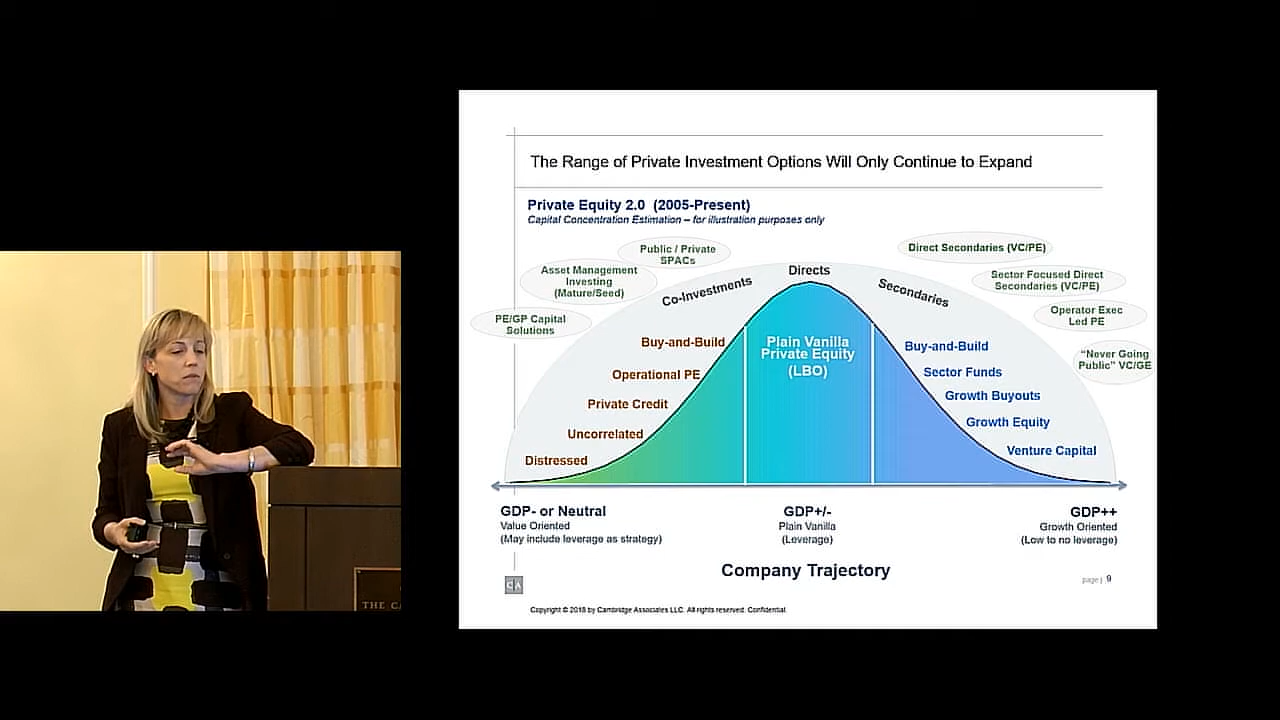 The Range of Private Investment Options Will Only Continue to Expand
Private Equity 2.0 (2005-Present)
Capital Concentration Estimation – for illustration purposes only
Public / Private
SPACs
Asset Management
Investing
(Mature/Seed)
PE/GP Capital
Solutions
Co-Investments
Directs
Secondaries
Direct Secondaries (VC/PE)
Sector Focused Direct
Secondaries (VC/PE)
Operator Exec
Led PE
“Never Going
Public” VC/GE
Buy-and-Build
Operational PE
Private Credit
Uncorrelated
Distressed
Plain Vanilla
Private Equity
(LBO)
Buy-and-Build
Sector Funds
Growth Buyouts
Growth Equity
Venture Capital
GDP- or Neutral
Value Oriented
(May include leverage as strategy)
GDP+/-
Plain Vanilla
(Leverage)
GDP++
Growth Oriented
(Low to no leverage)
Company Trajectory
CA
page | 9
Copyright © 2018 by Cambridge Associates LLC. All rights reserved. Confidential.
THE